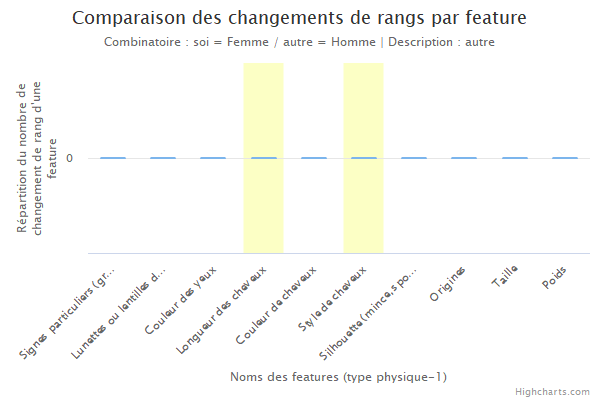 Comparaison des changements de rangs par feature
Combinatoire : soi = Femme / autre = Homme | Description : autre
Répartition du nombre de
changement de rang d'une
feature
0
Signes particuliers (gr...
Lunettes ou lentilles d...
Couleur des yeux
Longueur des cheveux
Couleur de cheveux
Style de cheveux
Silhouette (mince,s po...
Origines
Taille
Poids
Noms des features (type physique-1)
Highcharts.com